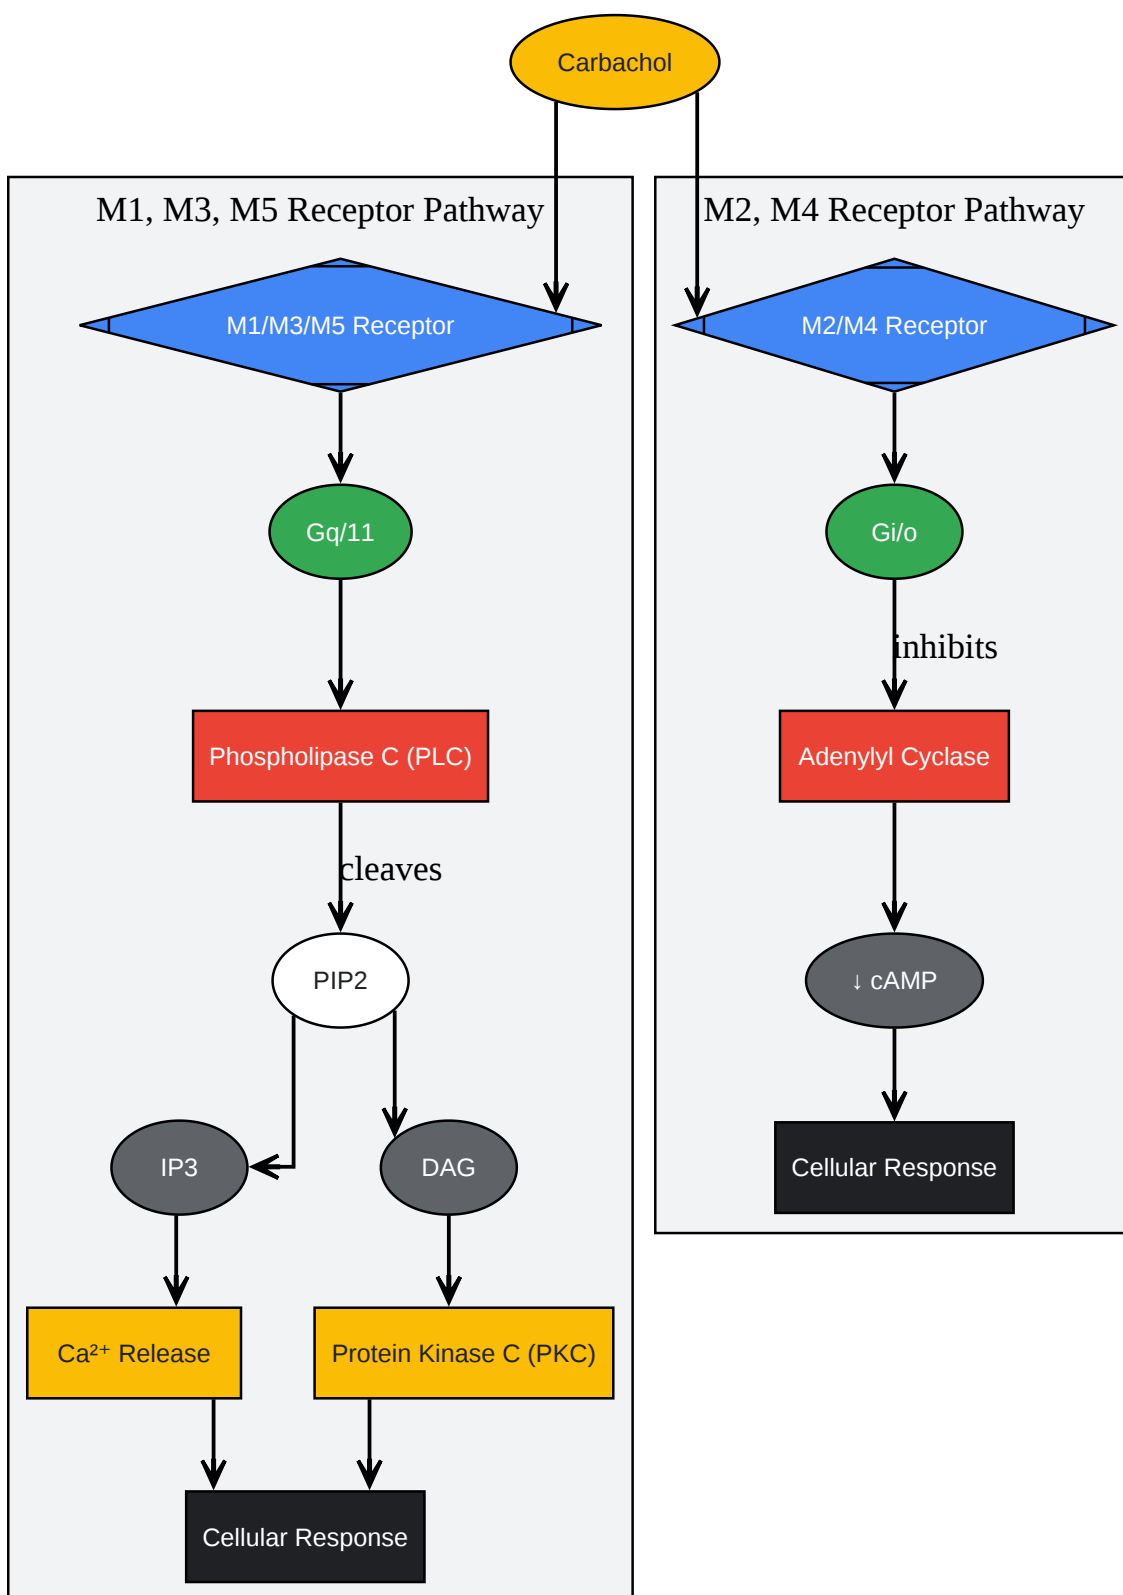 Carbachol
M1, M3, M5 Receptor Pathway
M2, M4 Receptor Pathway
M1/M3/M5 Receptor
M2/M4 Receptor
Gq/11
Gi/o
inhibits
Phospholipase C (PLC)
Adenylyl Cyclase
cleaves
PIP2
↓ cAMP
IP3
DAG
Cellular Response
Ca²⁺ Release
Protein Kinase C (PKC)
Cellular Response